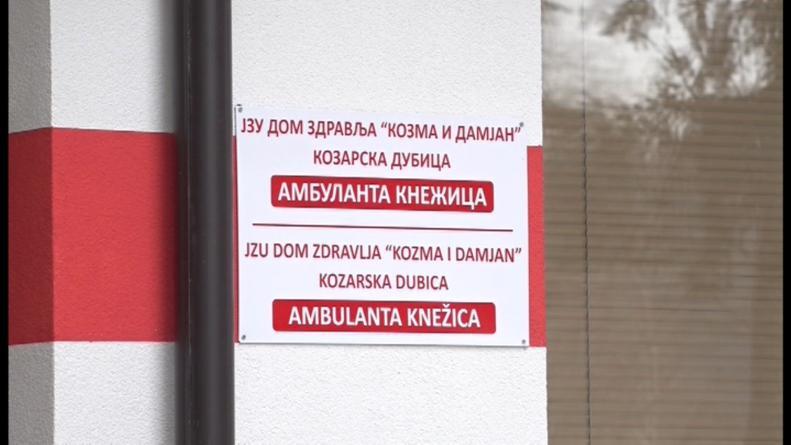 ЈЗУ ДОМ ЗДРАВЉА “КОЗМА И ДАМЈАН”
КОЗАРСКА ДУБИЦА
АМБУЛАНТА КНЕЖИЦА
JZU DOM ZDRAVLJA “KOZMA I DAMJAN”
KOZARSKA DUBICA
AMBULANTA KNEŽICA